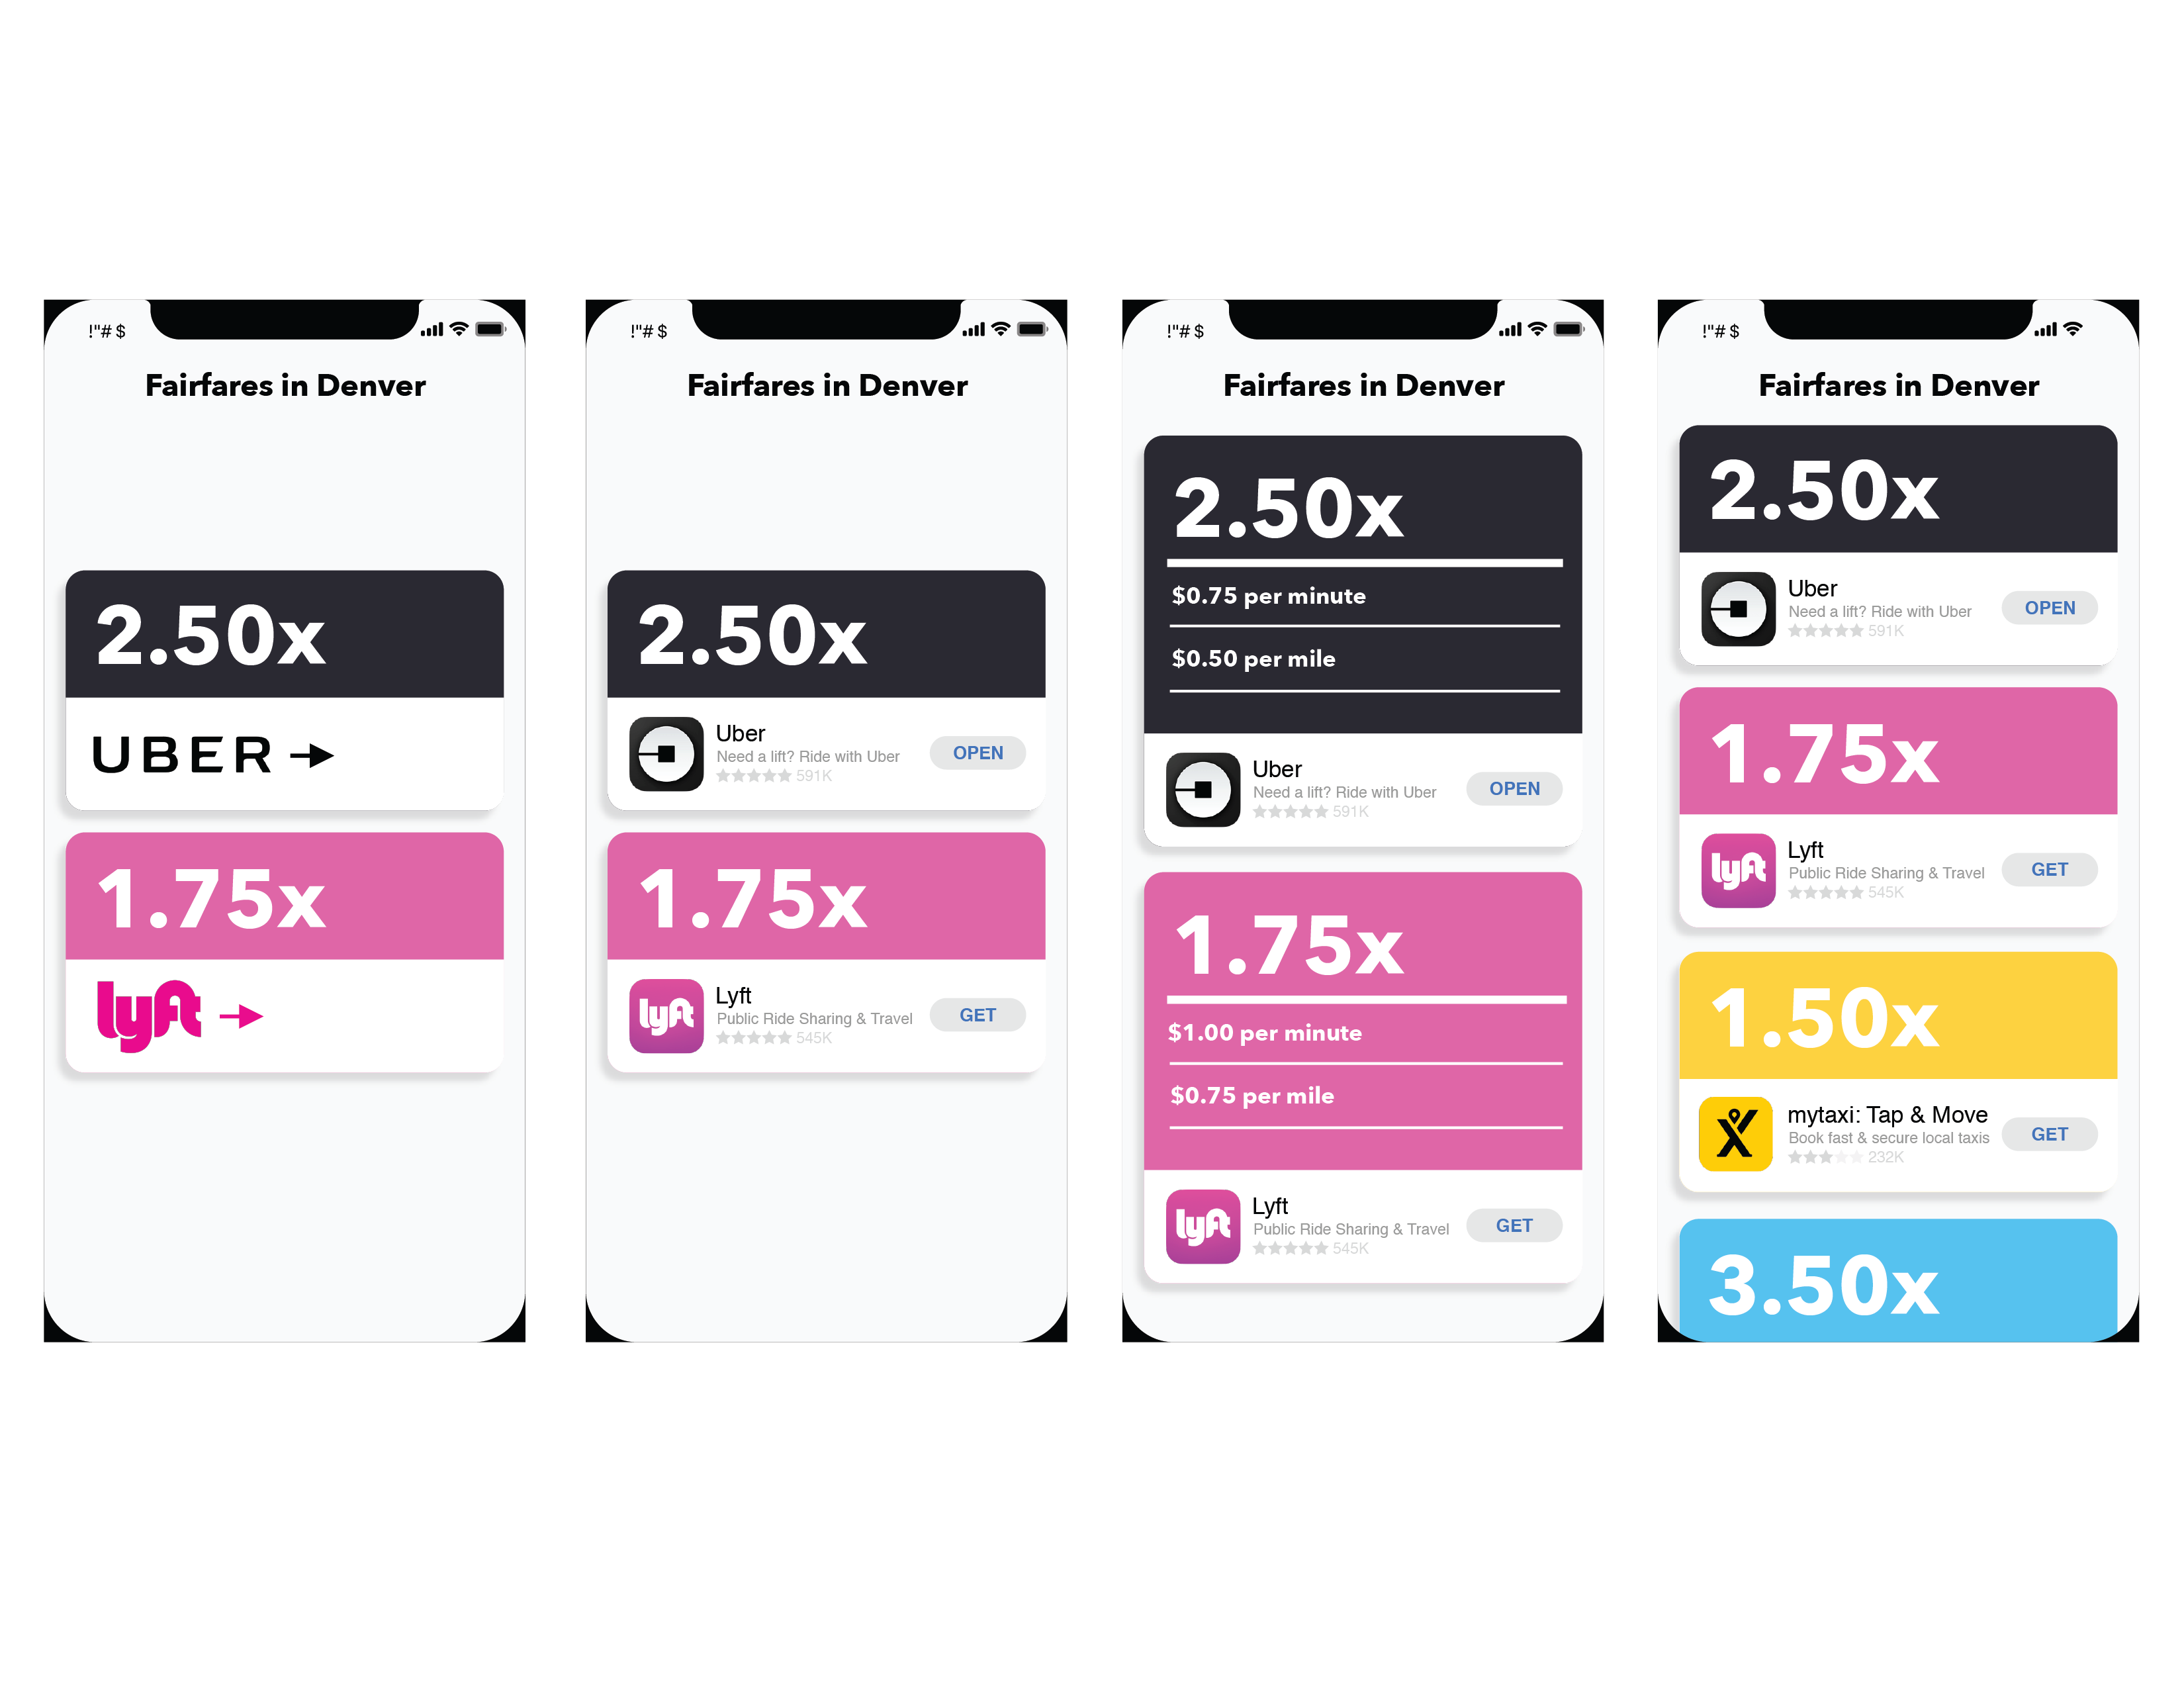 !"# $
Fairfares in Denver
2.50x
UBER
1.75x
lyft
!"# $
Fairfares in Denver
2.50x
Uber
Need a lift? Ride with Uber
OPEN
591K
1.75x
lyft
Lyft
Public Ride Sharing & Travel
GET
545K
!"# $
Fairfares in Denver
2.50x
$0.75 per minute
$0.50 per mile
Uber
Need a lift? Ride with Uber
OPEN
591K
1.75x
$1.00 per minute
$0.75 per mile
lyft
Lyft
Public Ride Sharing & Travel
GET
545K
!"# $
Fairfares in Denver
2.50x
Uber
Need a lift? Ride with Uber
OPEN
591K
1.75x
lyft
Lyft
Public Ride Sharing & Travel
GET
545K
1.50x
mytaxi: Tap & Move
Book fast & secure local taxis
GET
232K
3.50x